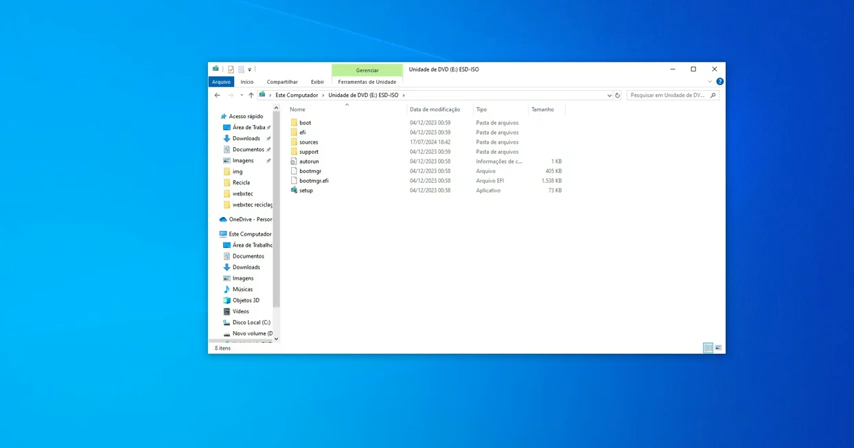 Gerenciar
Unidade de DVD (E:) ESD-ISO
Arquivo
Início
Compartilhar
Exibir
Ferramentas de Unidade
Este Computador
Unidade de DVD (E:) ESD-ISO
Pesquisar em Unidade de DV...
Nome
Data de modificação
Tipo
Tamanho
boot 04/12/2023 00:59 Pasta de arquivos
efi 04/12/2023 00:59 Pasta de arquivos
sources 17/07/2024 18:42 Pasta de arquivos
support 04/12/2023 00:59 Pasta de arquivos
autorun 04/12/2023 00:58 Informações de c... 1 KB
bootmgr 04/12/2023 00:58 Arquivo 405 KB
bootmgr.efi 04/12/2023 00:58 Arquivo EFI 1.538 KB
setup 04/12/2023 00:58 Aplicativo 73 KB
Acesso rápido
Área de Traba
Downloads
Documentos
Imagens
img
Recicla
webxtec
webxtec reciclag
OneDrive - Person
Este Computador
Área de Trabalho
Documentos
Downloads
Imagens
Músicas
Objetos 3D
Vídeos
Disco Local (C:)
Novo volume (D
8 itens